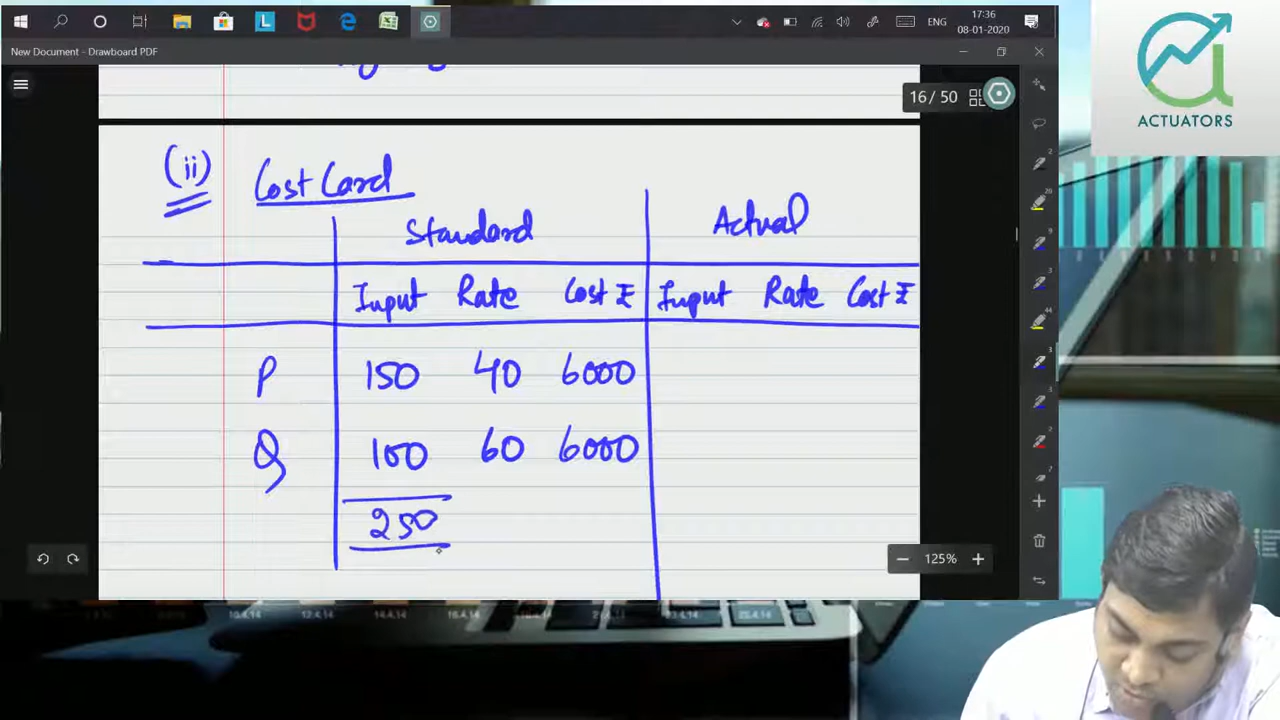 ENG
17:36
08-01-2020
New Document - Drawboard PDF
16 / 50
ACTUATORS
(ii) Cost Card
Standard Actual
Input Rate Cost ₹ Input Rate Cost ₹
P 150 40 6000
Q 100 60 6000
250
125%